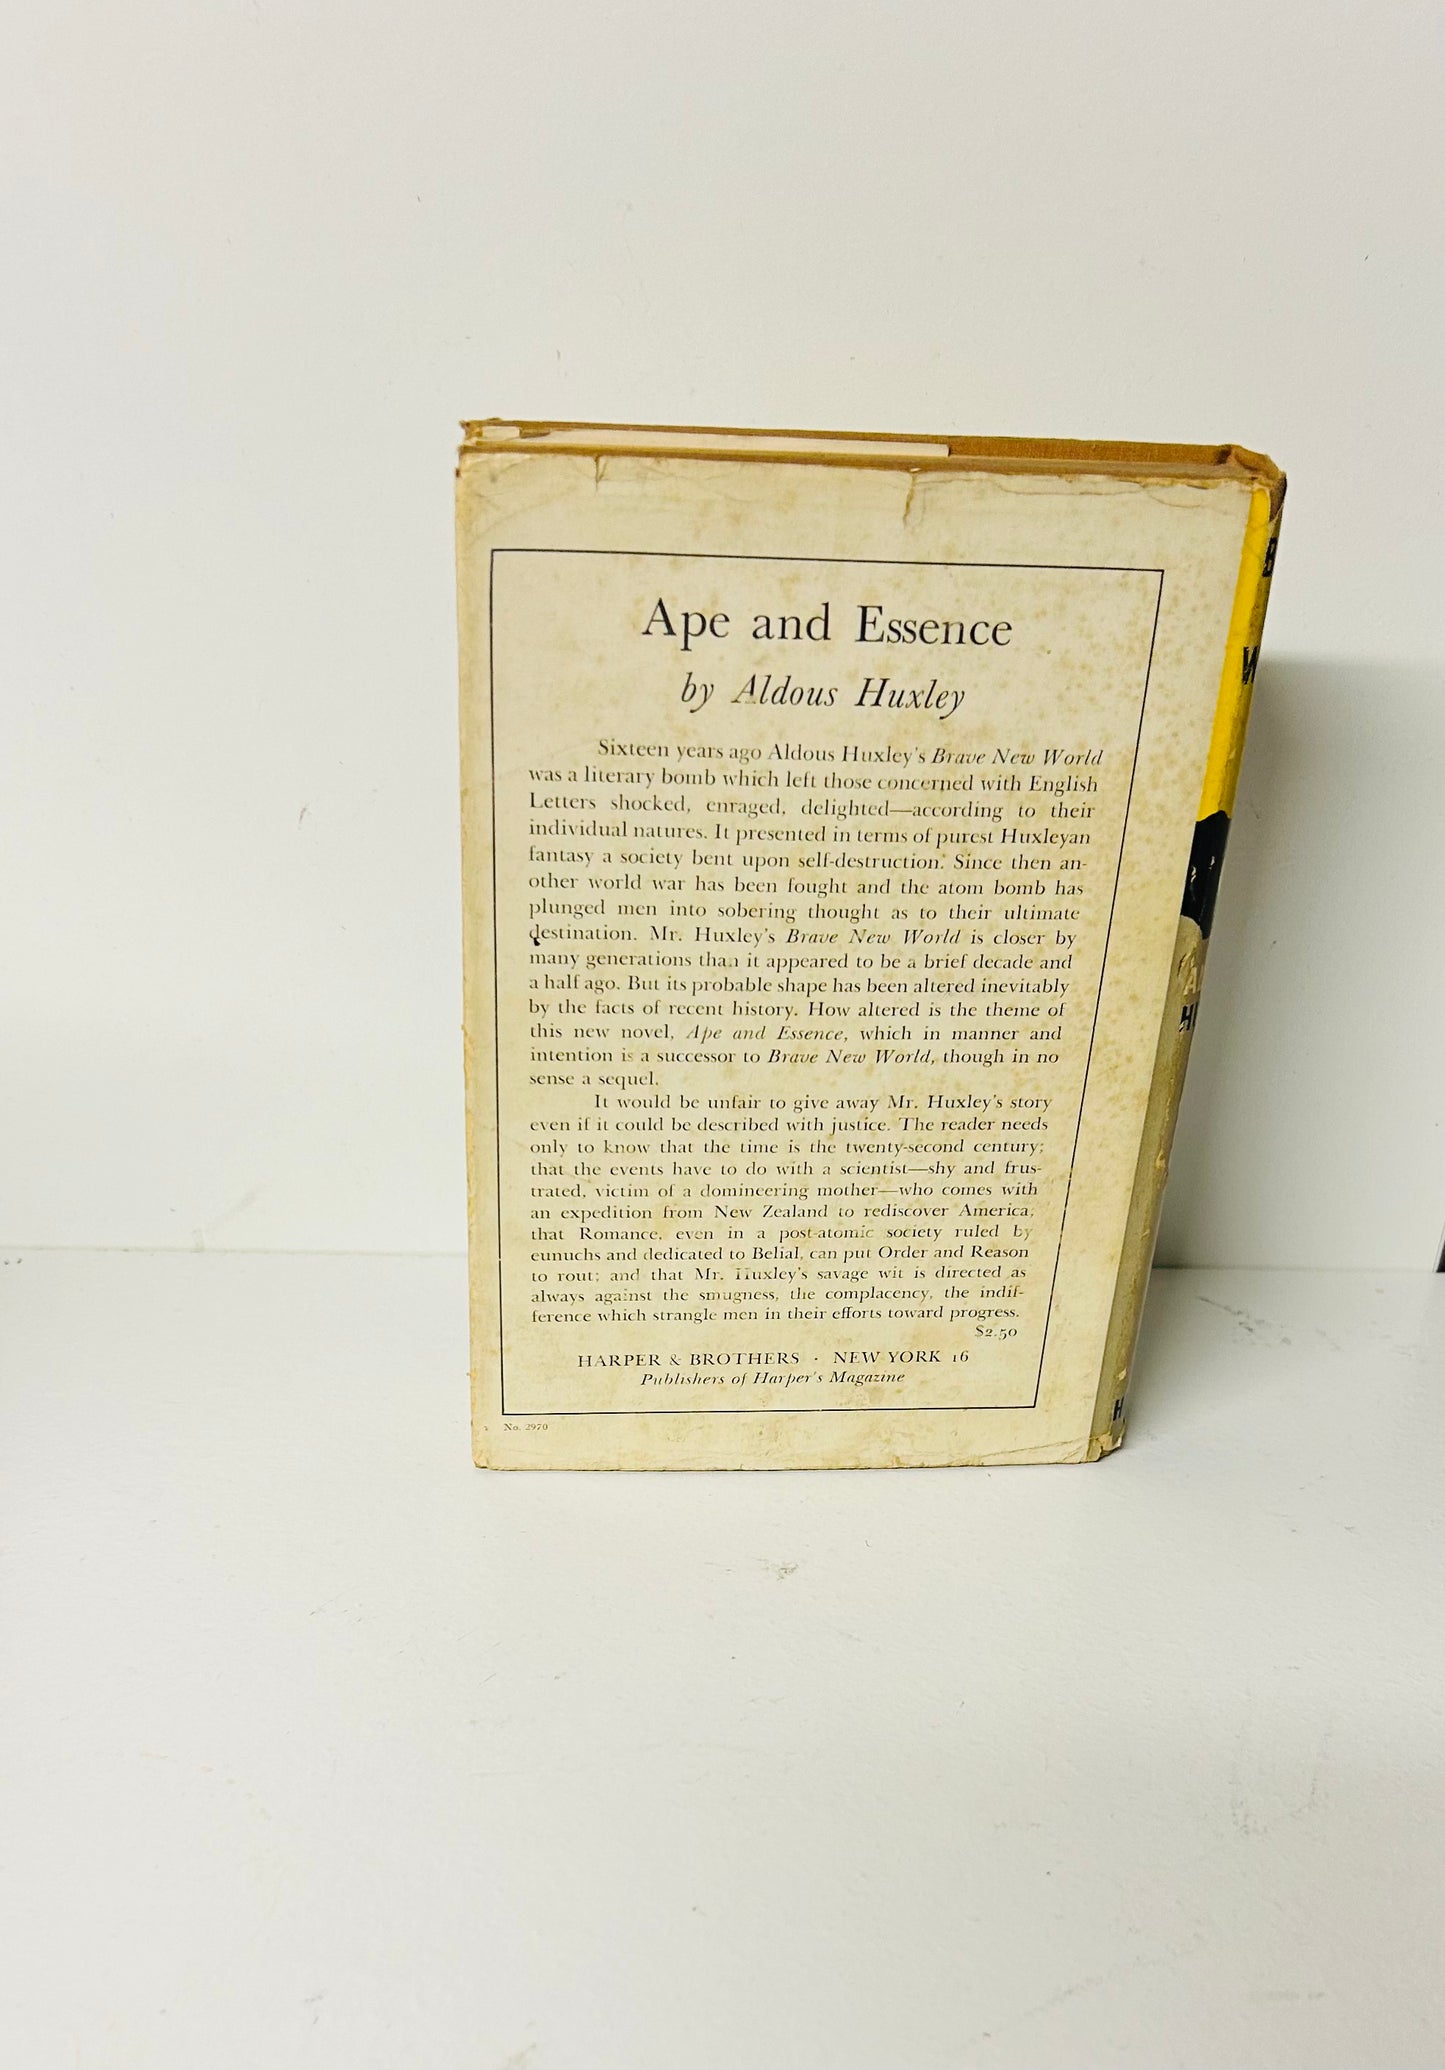 Ape and Essence
by Aldous Huxley
Sixteen years ago Aldous Huxley's Brave New World
was a literary bomb which left those concerned with English
Letters shocked, enraged, delighted—according to their
individual natures. It presented in terms of purest Huxleyan
fantasy a society bent upon self-destruction. Since then an-
other world war has been fought and the atom bomb has
plunged men into sobering thought as to their ultimate
destination. Mr. Huxley's Brave New World is closer by
many generations than it appeared to be a brief decade and
a half ago. But its probable shape has been altered inevitably
by the facts of recent history. How altered is the theme of
this new novel, Ape and Essence, which in manner and
intention is a successor to Brave New World, though in no
sense a sequel.
It would be unfair to give away Mr. Huxley's story
even if it could be described with justice. The reader needs
only to know that the time is the twenty-second century;
that the events have to do with a scientist—shy and frus-
trated, victim of a domineering mother—who comes with
an expedition from New Zealand to rediscover America;
that Romance, even in a post-atomic society ruled by
eunuchs and dedicated to Belial, can put Order and Reason
to rout; and that Mr. Huxley's savage wit is directed as
always against the smugness, the complacency, the indif-
ference which strangle men in their efforts toward progress.
$2.50
HARPER & BROTHERS · NEW YORK 16
Publishers of Harper's Magazine
No. 2970